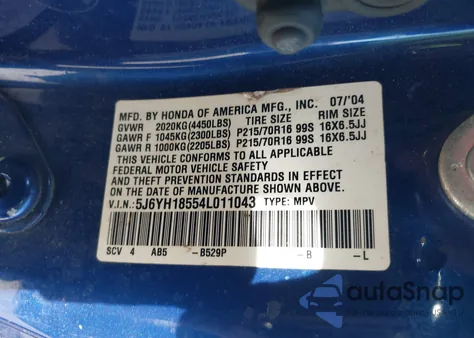 MFD. BY HONDA OF AMERICA MFG., INC. 07/'04
GVWR 2020KG(4450LBS) TIRE SIZE RIM SIZE
GAWR F 1045KG(2300LBS) P215/70R16 99S 16X6.5JJ
GAWR R 1000KG(2205LBS) P215/70R16 99S 16X6.5JJ
THIS VEHICLE CONFORMS TO ALL APPLICABLE
FEDERAL MOTOR VEHICLE SAFETY, BUMPER,
AND THEFT PREVENTION STANDARDS IN EFFECT
ON THE DATE OF MANUFACTURE SHOWN ABOVE.
V.I.N.: 5J6YH18554L011043 TYPE: MPV
SCV 4 AB5 -B529P -B -L
autoSnap